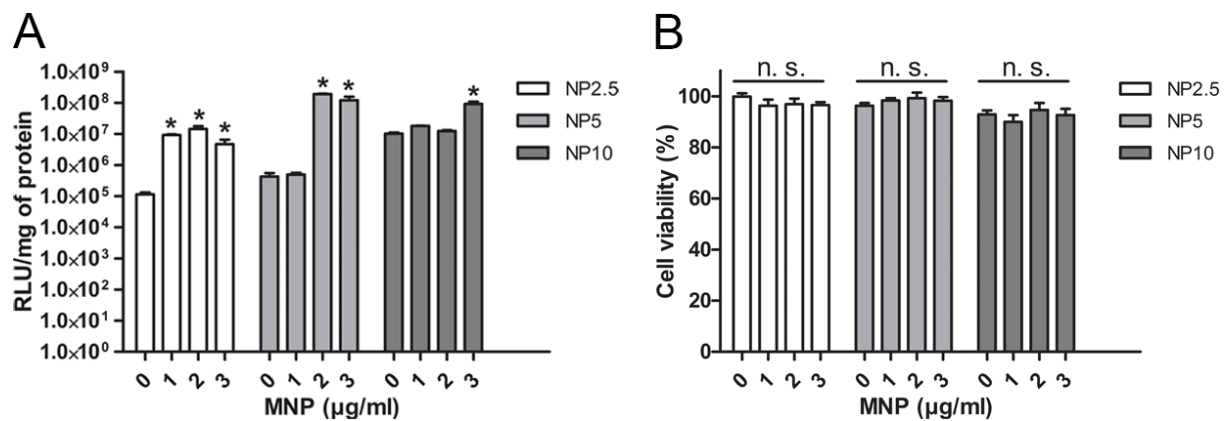 A
1.0×10⁹
1.0×10⁸
1.0×10⁷
1.0×10⁶
1.0×10⁵
1.0×10⁴
1.0×10³
1.0×10²
1.0×10¹
1.0×10⁰
RLU/mg of protein
* * * * * *
0 1 2 3 0 1 2 3 0 1 2 3
MNP (µg/ml)
NP2.5
NP5
NP10
B
n. s. n. s. n. s.
100
80
60
40
20
0
Cell viability (%)
0 1 2 3 0 1 2 3 0 1 2 3
MNP (µg/ml)
NP2.5
NP5
NP10